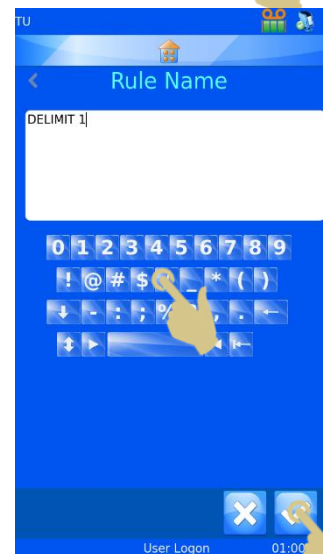 TU
Rule Name
DELIMIT 1
0 1 2 3 4 5 6 7 8 9
! @ # $ _ * ( )
- : ; % , .
User Logon 01:00